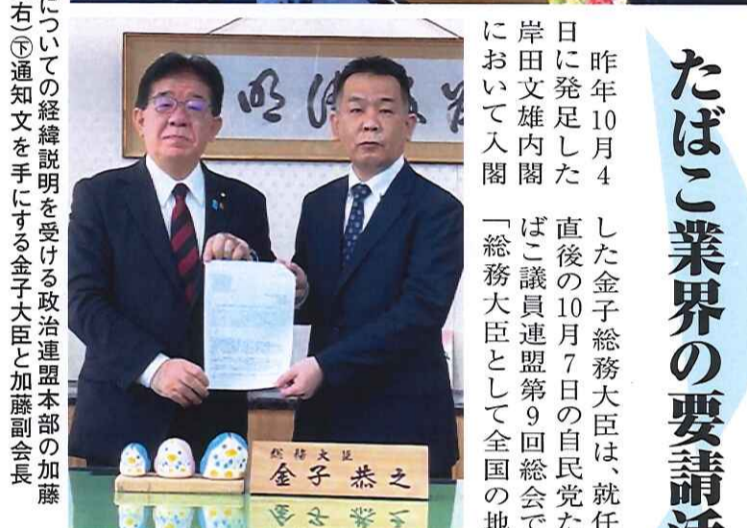 たばこ業界の要請活
昨年10月4
日に発足した
岸田文雄内閣
において入閣
した金子総務大臣は、就任
直後の10月7日の自民党た
ばこ議員連盟第9回総会で
「総務大臣として全国の地
総務大臣
金子恭之
についての経緯説明を受ける政治連盟本部の加藤
右）㊦通知文を手にする金子大臣と加藤副会長